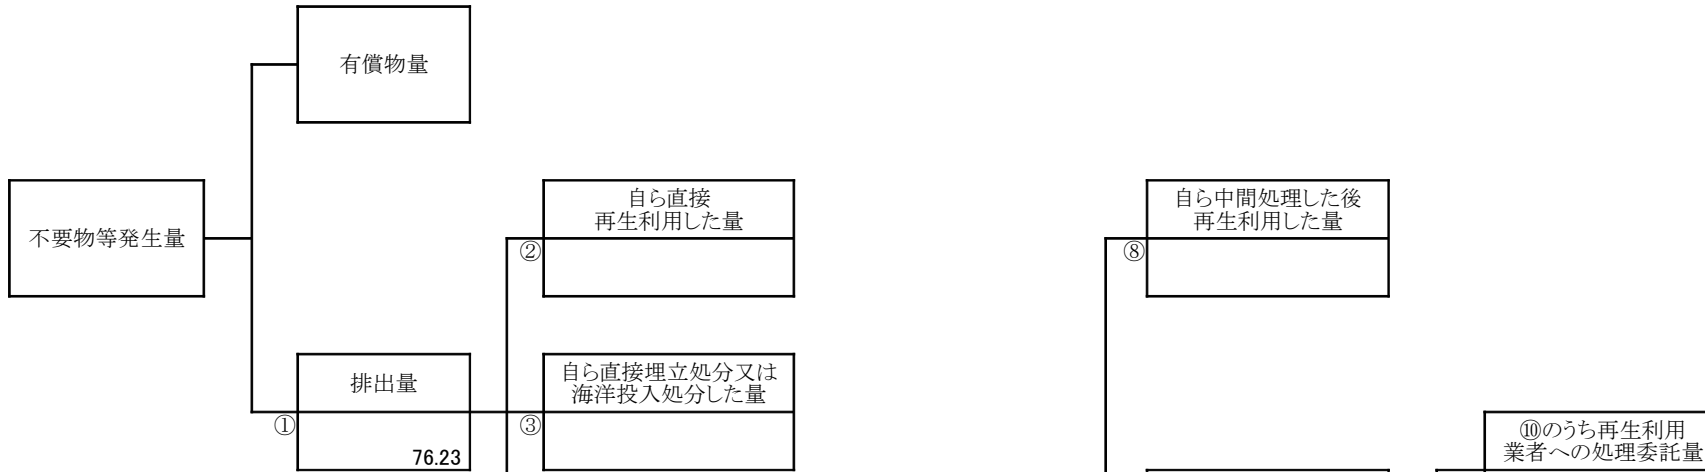 有償物量
不要物等発生量
自ら直接
再生利用した量
②
自ら中間処理した後
再生利用した量
⑧
排出量
①
76.23
自ら直接埋立処分又は
海洋投入処分した量
③
⑩のうち再生利用
業者への処理委託量